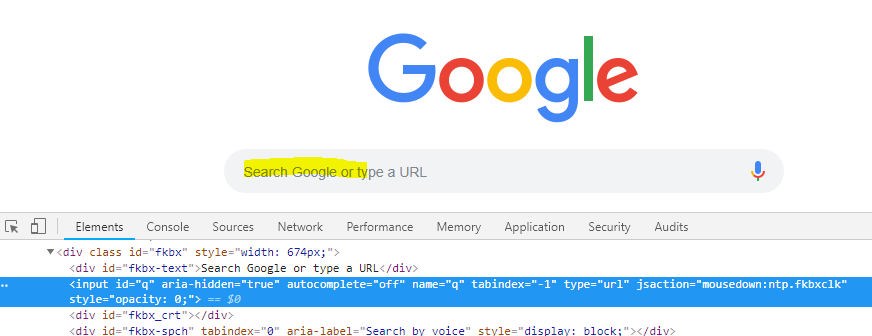 Google
Search Google or type a URL
Elements Console Sources Network Performance Memory Application Security Audits
<div class id="fkbx" style="width: 674px;">
<div id="fkbx-text">Search Google or type a URL</div>
<input id="q" aria-hidden="true" autocomplete="off" name="q" tabindex="-1" type="url" jsaction="mousedown:ntp.fkbxclk"
style="opacity: 0;"> == $0
<div id="fkbx_crt"></div>
<div id="fkbx-spch" tabindex="0" aria-label="Search by voice" style="display: block;"></div>